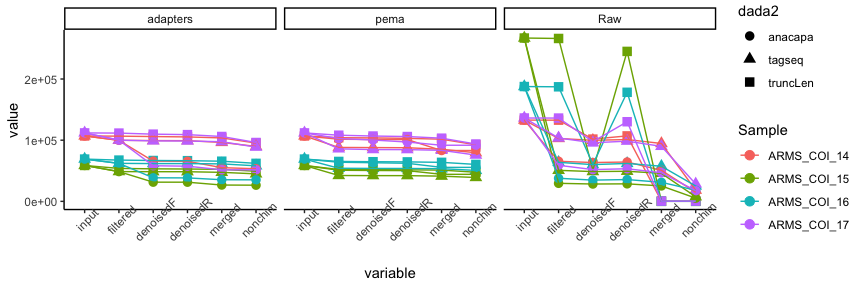 adapters
pema
Raw
value
2e+05
1e+05
0e+00
input
filtered
denoisedF
denoisedR
merged
nonchim
input
filtered
denoisedF
denoisedR
merged
nonchim
input
filtered
denoisedF
denoisedR
merged
nonchim
variable
dada2
anacapa
tagseq
truncLen
Sample
ARMS_COI_14
ARMS_COI_15
ARMS_COI_16
ARMS_COI_17